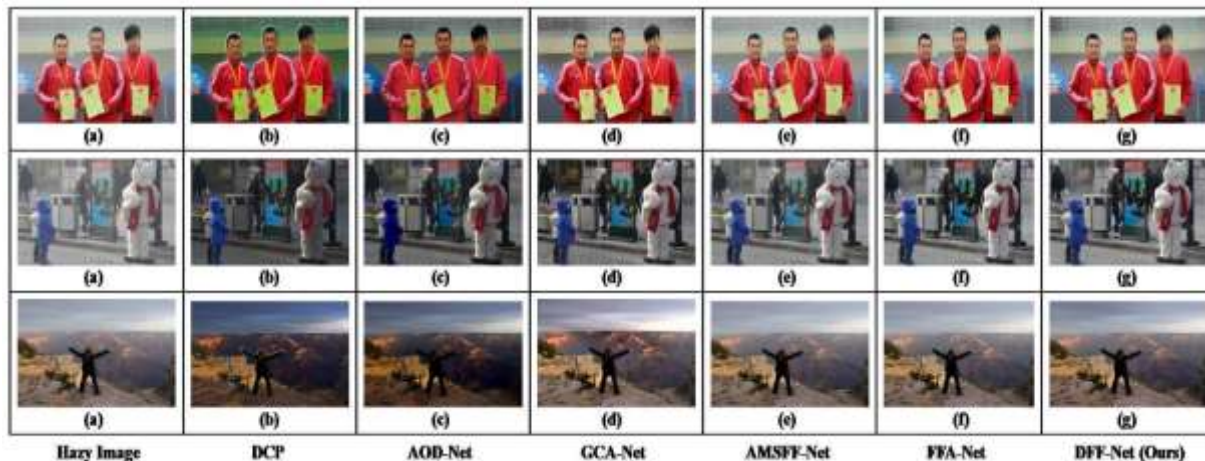 (a) (b) (c) (d) (e) (f) (g)
(a) (b) (c) (d) (e) (f) (g)
(a) (b) (c) (d) (e) (f) (g)
Hazy Image DCP AOD-Net GCA-Net AMSFF-Net FFA-Net DFF-Net (Ours)